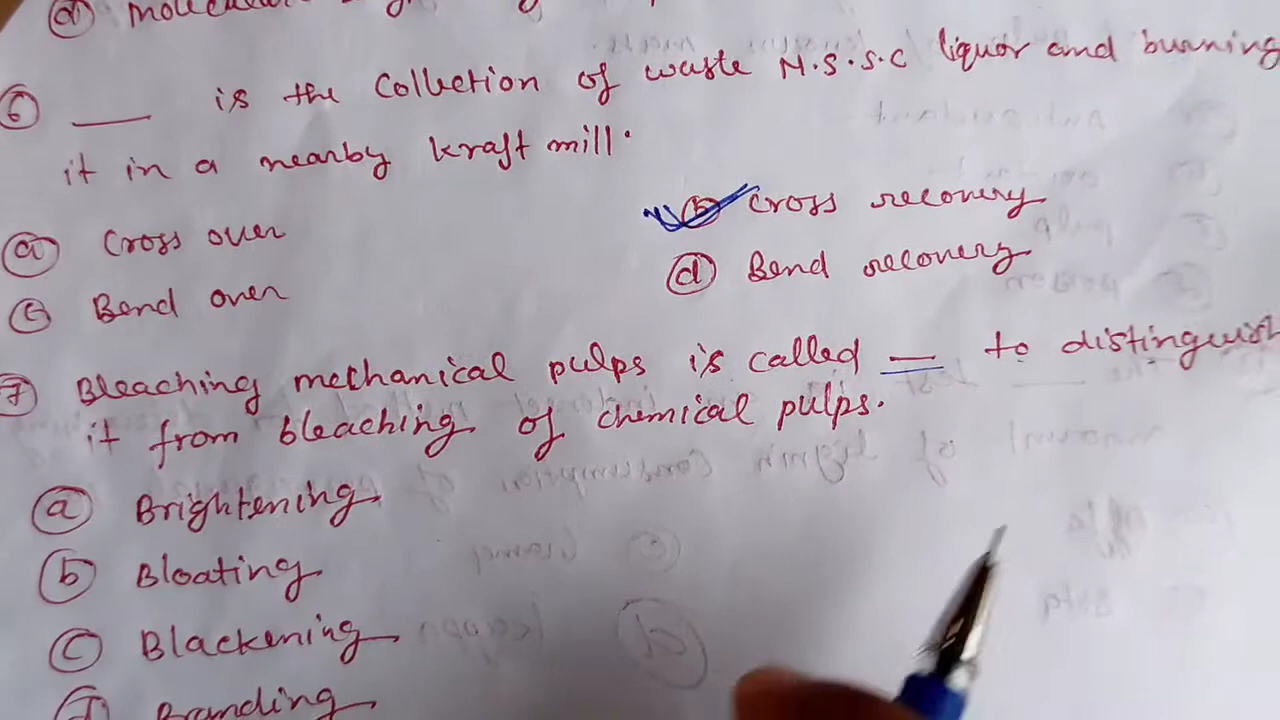 d
6 ___ is the collection of waste N.S.S.C liquor and burning
it in a nearby kraft mill.
a Cross over
b Cross recovery
c Bend over
d Bend recovery
7 Bleaching mechanical pulps is called ___ to distinguish
it from bleaching of chemical pulps.
a Brightening
b Bloating
c Blackening
d Branding